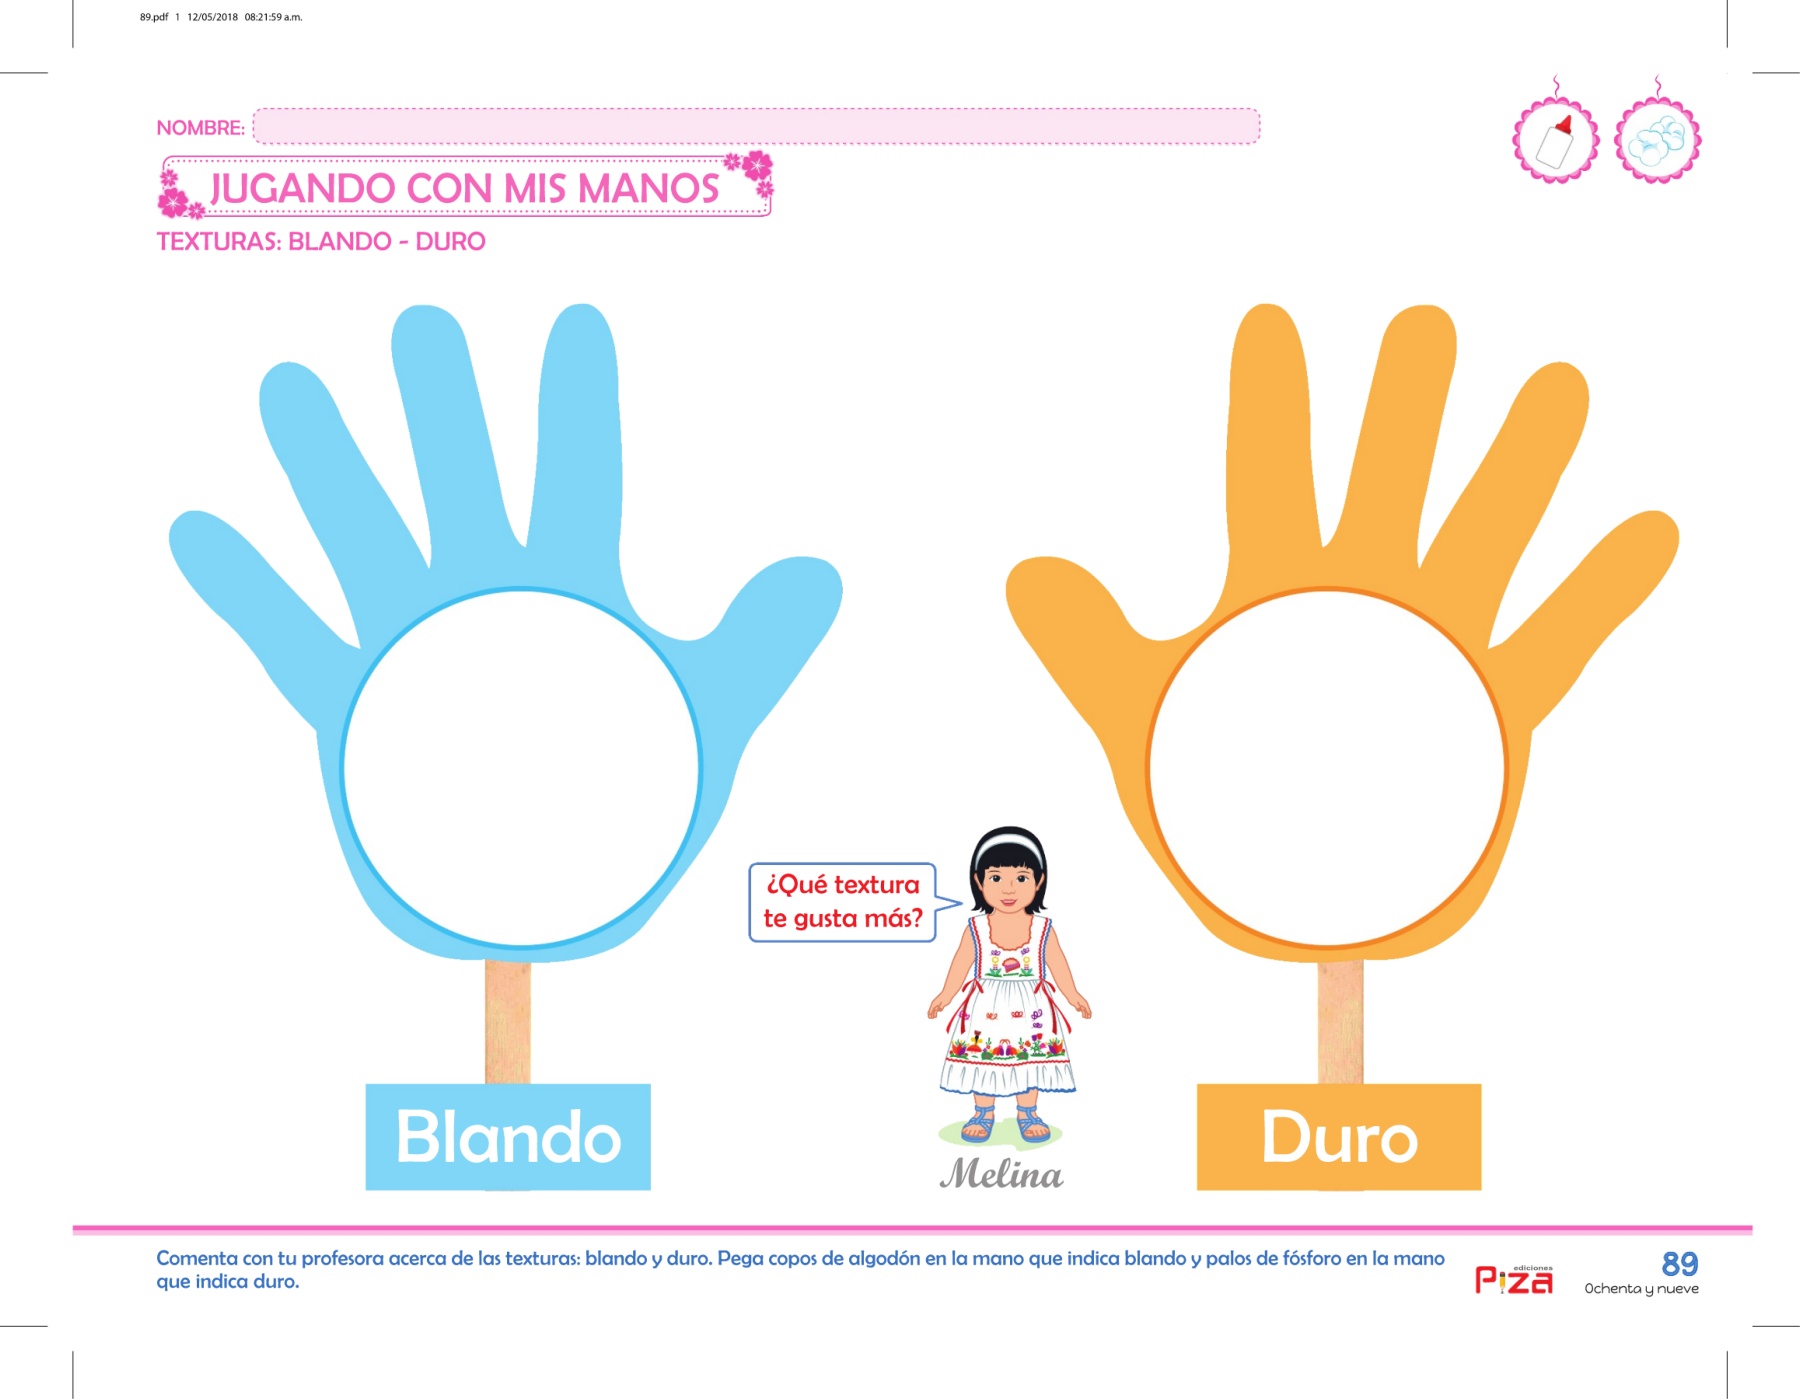 89.pdf 1 12/05/2018 08:21:59 a.m.
NOMBRE:
JUGANDO CON MIS MANOS
TEXTURAS: BLANDO - DURO
¿Qué textura
te gusta más?
Blando
Melina
Duro
Comenta con tu profesora acerca de las texturas: blando y duro. Pega copos de algodón en la mano que indica blando y palos de fósforo en la mano
que indica duro.
ediciones
Piza
89
Ochenta y nueve